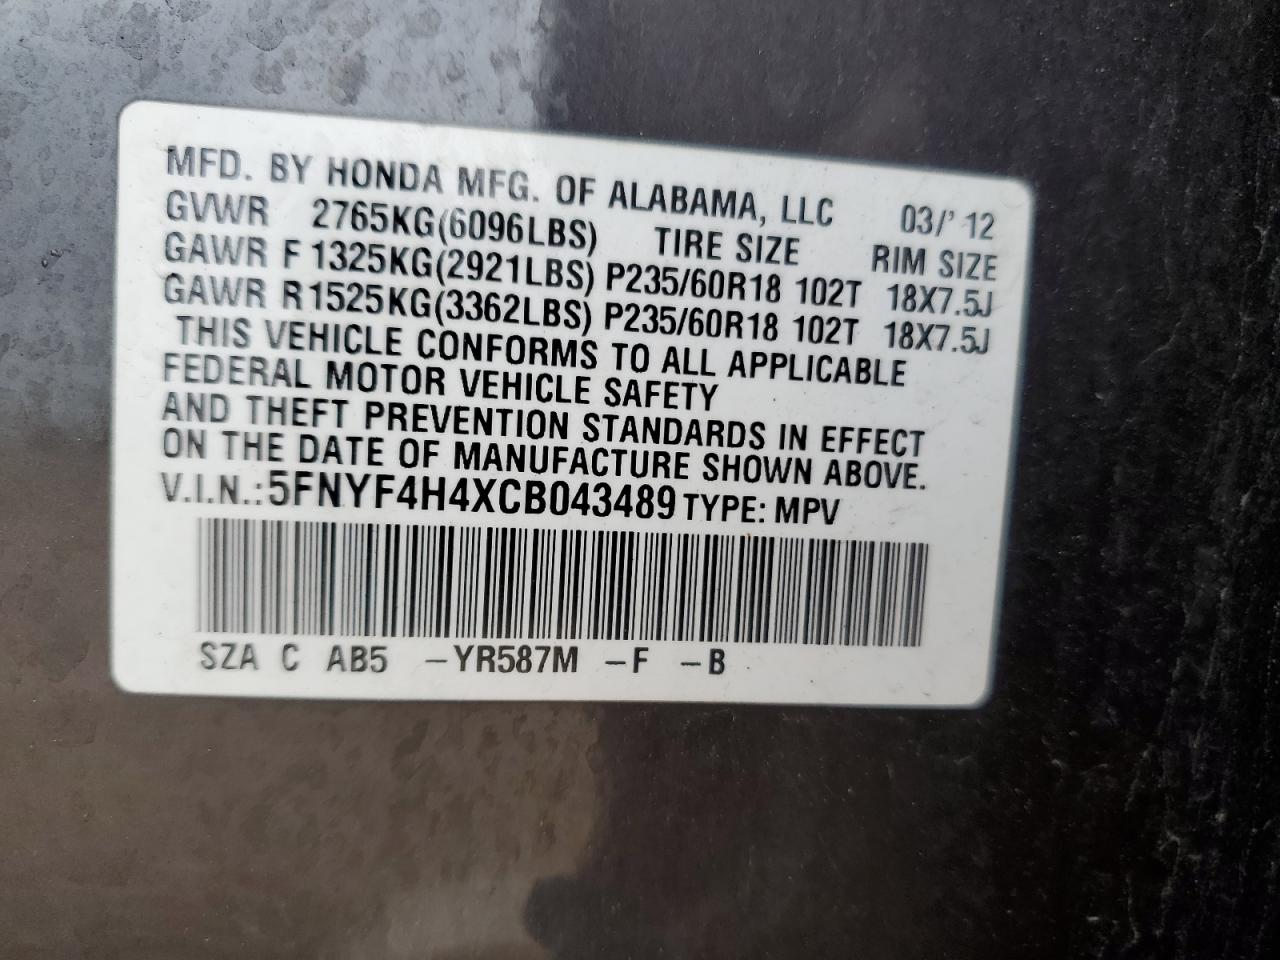 MFD. BY HONDA MFG. OF ALABAMA, LLC 03/' 12
GVWR 2765KG(6096LBS) TIRE SIZE RIM SIZE
GAWR F 1325KG(2921LBS) P235/60R18 102T 18X7.5J
GAWR R 1525KG(3362LBS) P235/60R18 102T 18X7.5J
THIS VEHICLE CONFORMS TO ALL APPLICABLE
FEDERAL MOTOR VEHICLE SAFETY
AND THEFT PREVENTION STANDARDS IN EFFECT
ON THE DATE OF MANUFACTURE SHOWN ABOVE.
V.I.N.: 5FNYF4H4XCB043489 TYPE: MPV
SZA C AB5 –YR587M –F –B